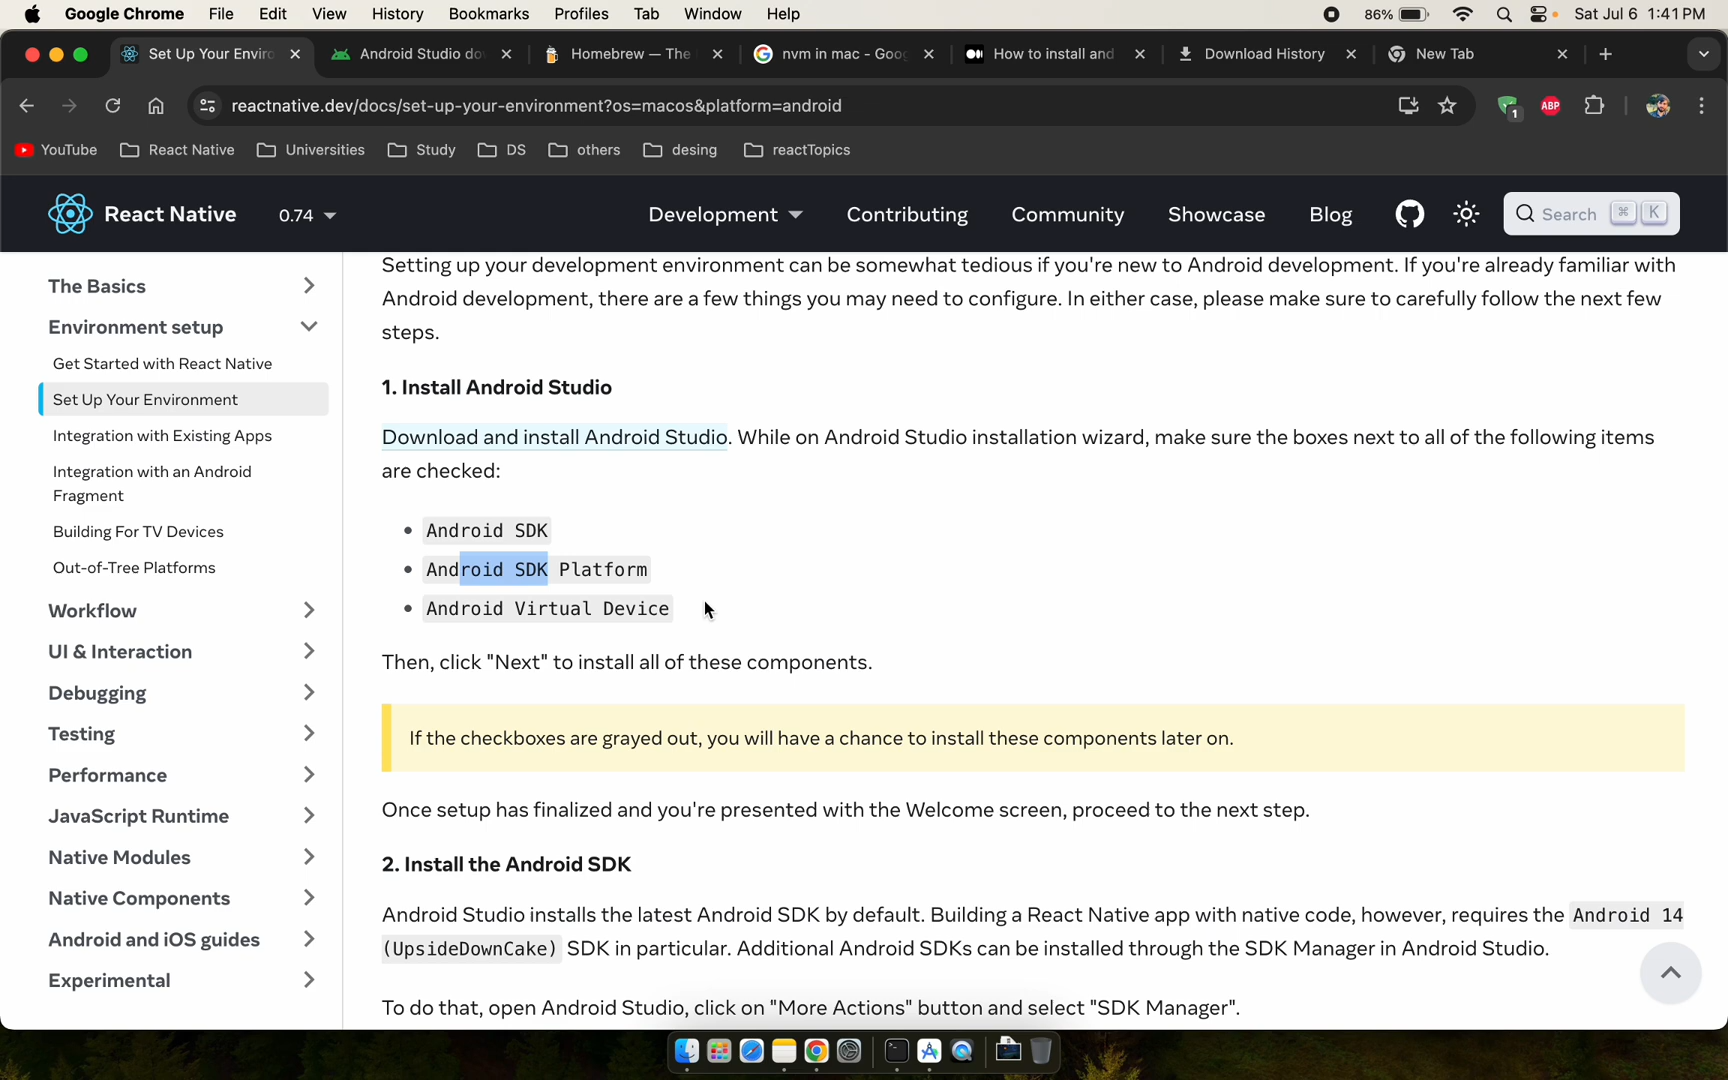 Google Chrome File Edit View History Bookmarks Profiles Tab Window Help 86% Sat Jul 6 1:41 PM
Set Up Your Enviro Android Studio do Homebrew — The nvm in mac - Goog How to install and Download History New Tab
reactnative.dev/docs/set-up-your-environment?os=macos&platform=android 1 ABP
YouTube React Native Universities Study DS others desing reactTopics
React Native 0.74 Development Contributing Community Showcase Blog Search ⌘ K
The Basics
Environment setup
Get Started with React Native
Set Up Your Environment
Integration with Existing Apps
Integration with an Android
Fragment
Building For TV Devices
Out-of-Tree Platforms
Workflow
UI & Interaction
Debugging
Testing
Performance
JavaScript Runtime
Native Modules
Native Components
Android and iOS guides
Experimental
Setting up your development environment can be somewhat tedious if you're new to Android development. If you're already familiar with
Android development, there are a few things you may need to configure. In either case, please make sure to carefully follow the next few
steps.
1. Install Android Studio
Download and install Android Studio. While on Android Studio installation wizard, make sure the boxes next to all of the following items
are checked:
• Android SDK
• Android SDK Platform
• Android Virtual Device
Then, click "Next" to install all of these components.
If the checkboxes are grayed out, you will have a chance to install these components later on.
Once setup has finalized and you're presented with the Welcome screen, proceed to the next step.
2. Install the Android SDK
Android Studio installs the latest Android SDK by default. Building a React Native app with native code, however, requires the Android 14
(UpsideDownCake) SDK in particular. Additional Android SDKs can be installed through the SDK Manager in Android Studio.
To do that, open Android Studio, click on "More Actions" button and select "SDK Manager".